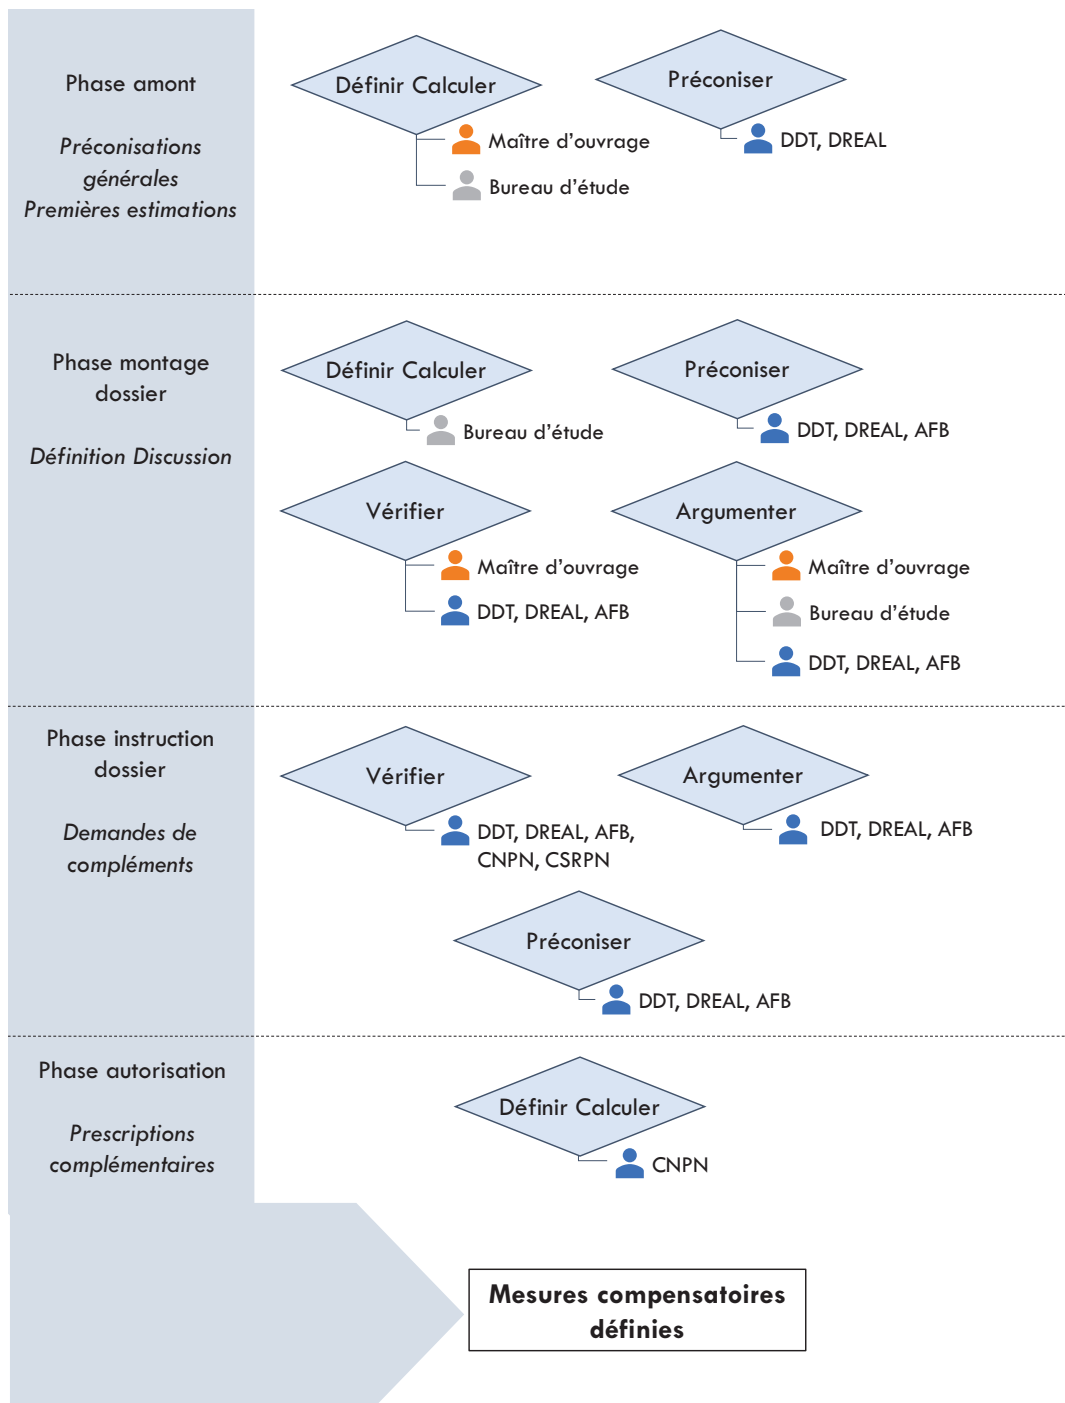 Phase amont
Préconisations
générales
Premières estimations
Définir Calculer
Maître d'ouvrage
Bureau d'étude
Préconiser
DDT, DREAL
Phase montage
dossier
Définition Discussion
Définir Calculer
Bureau d'étude
Préconiser
DDT, DREAL, AFB
Vérifier
Maître d'ouvrage
DDT, DREAL, AFB
Argumenter
Maître d'ouvrage
Bureau d'étude
DDT, DREAL, AFB
Phase instruction
dossier
Demandes de
compléments
Vérifier
DDT, DREAL, AFB,
CNPN, CSRPN
Argumenter
DDT, DREAL, AFB
Préconiser
DDT, DREAL, AFB
Phase autorisation
Prescriptions
complémentaires
Définir Calculer
CNPN
Mesures compensatoires
définies